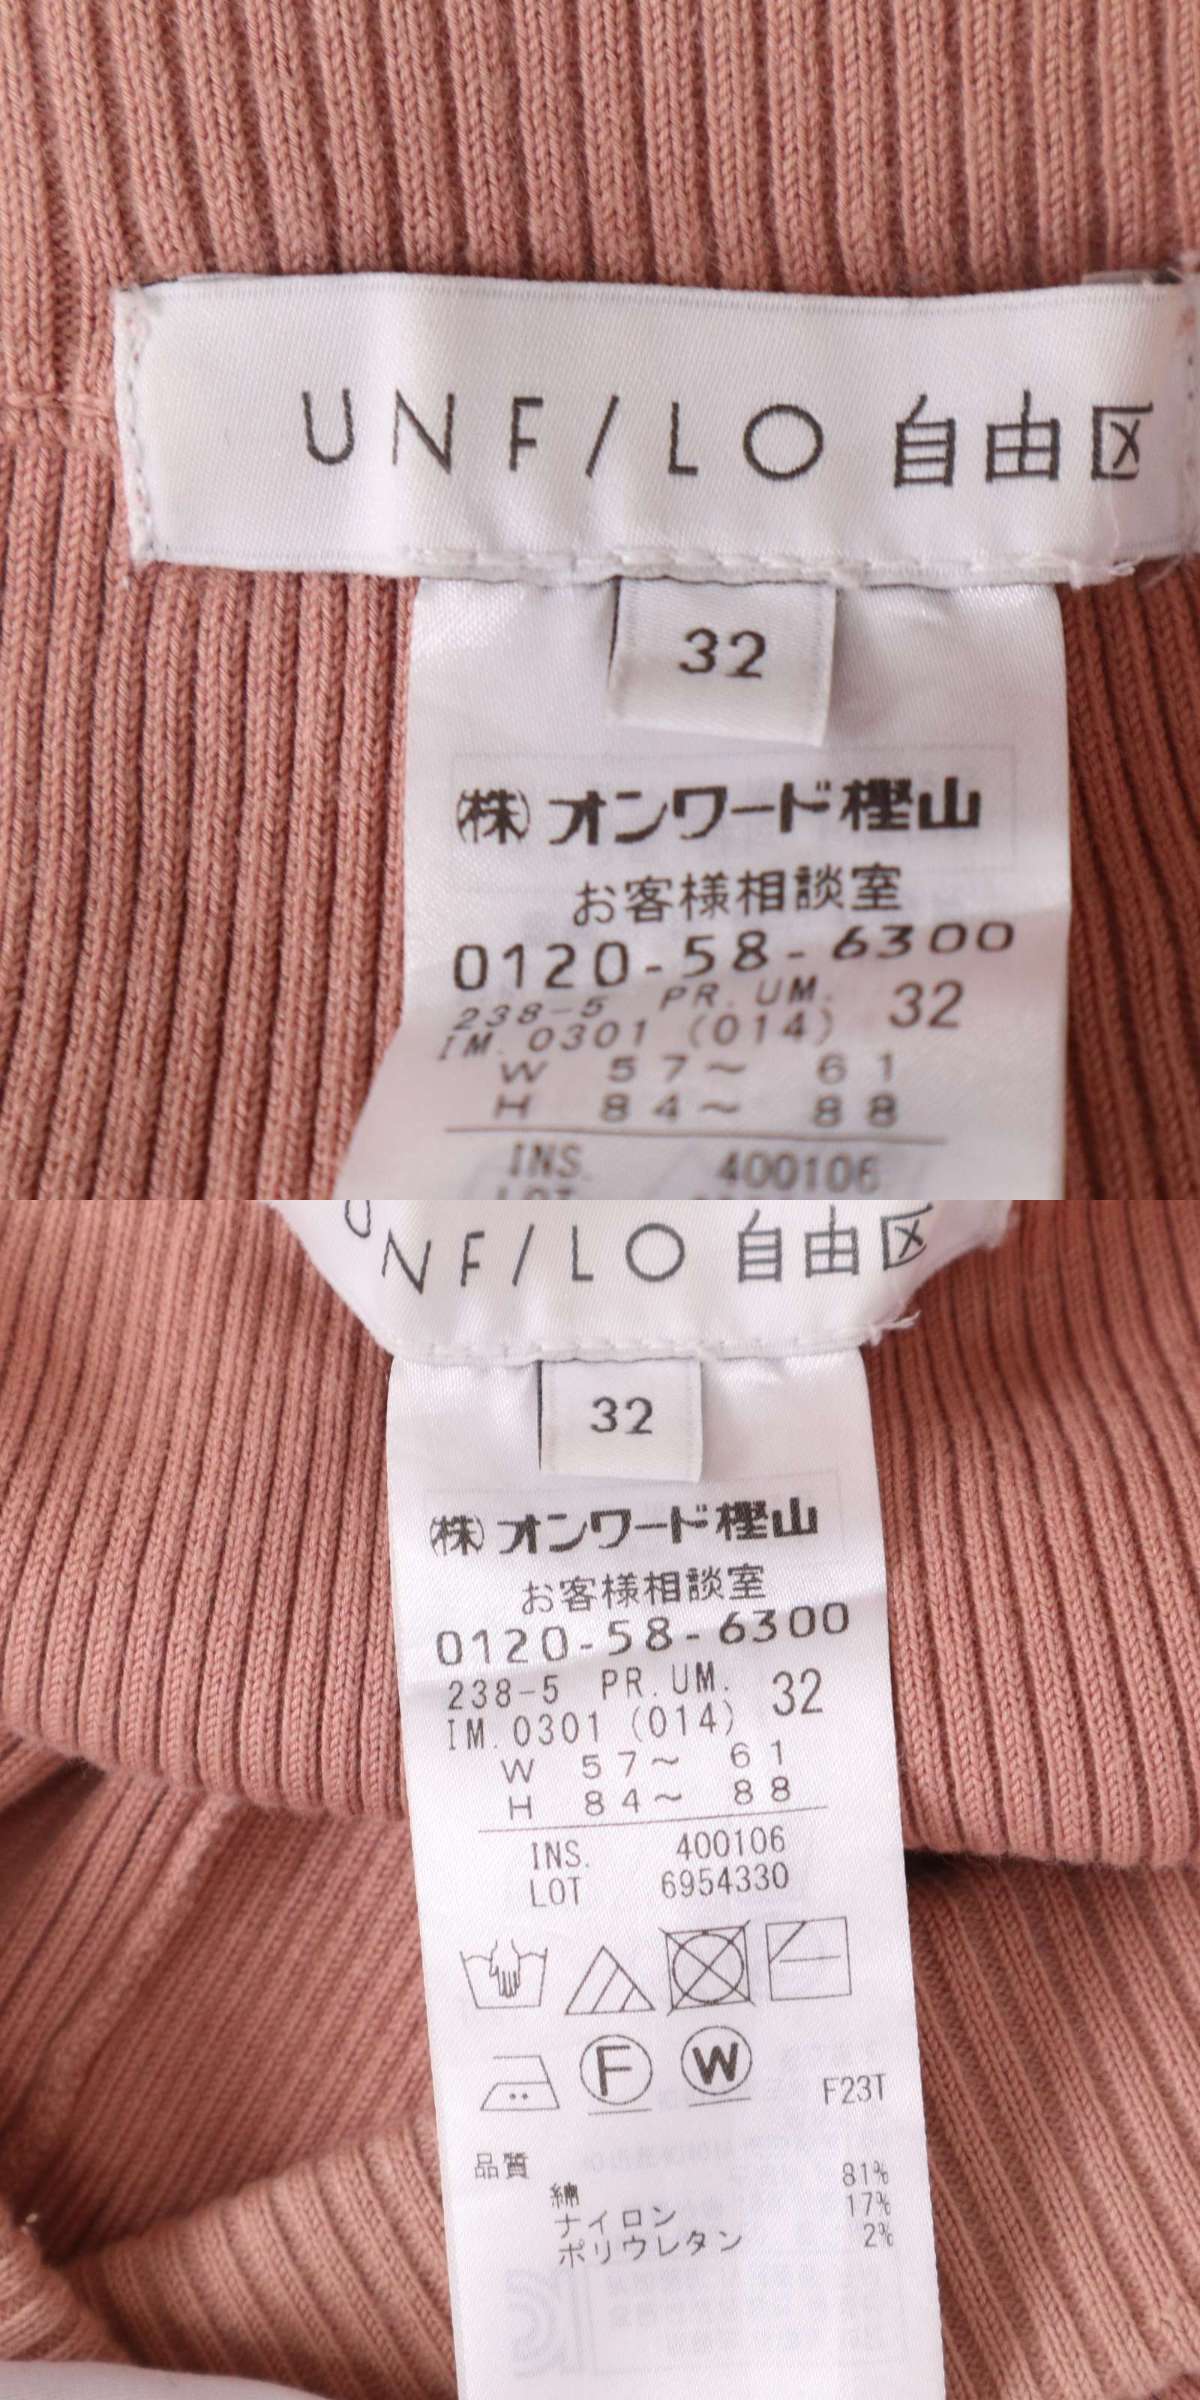 UNF/LO 自由区
32
㈱オンワード樫山
お客様相談室
0120-58-6300
238-5 PR.UM. 32
IM.0301 (014)
W 57～ 61
H 84～ 88
INS. 400106
LOT
UNF/LO 自由区
32
㈱オンワード樫山
お客様相談室
0120-58-6300
238-5 PR.UM. 32
IM.0301 (014)
W 57～ 61
H 84～ 88
INS. 400106
LOT 6954330
F W
F23T
品質
綿 81%
ナイロン 17%
ポリウレタン 2%